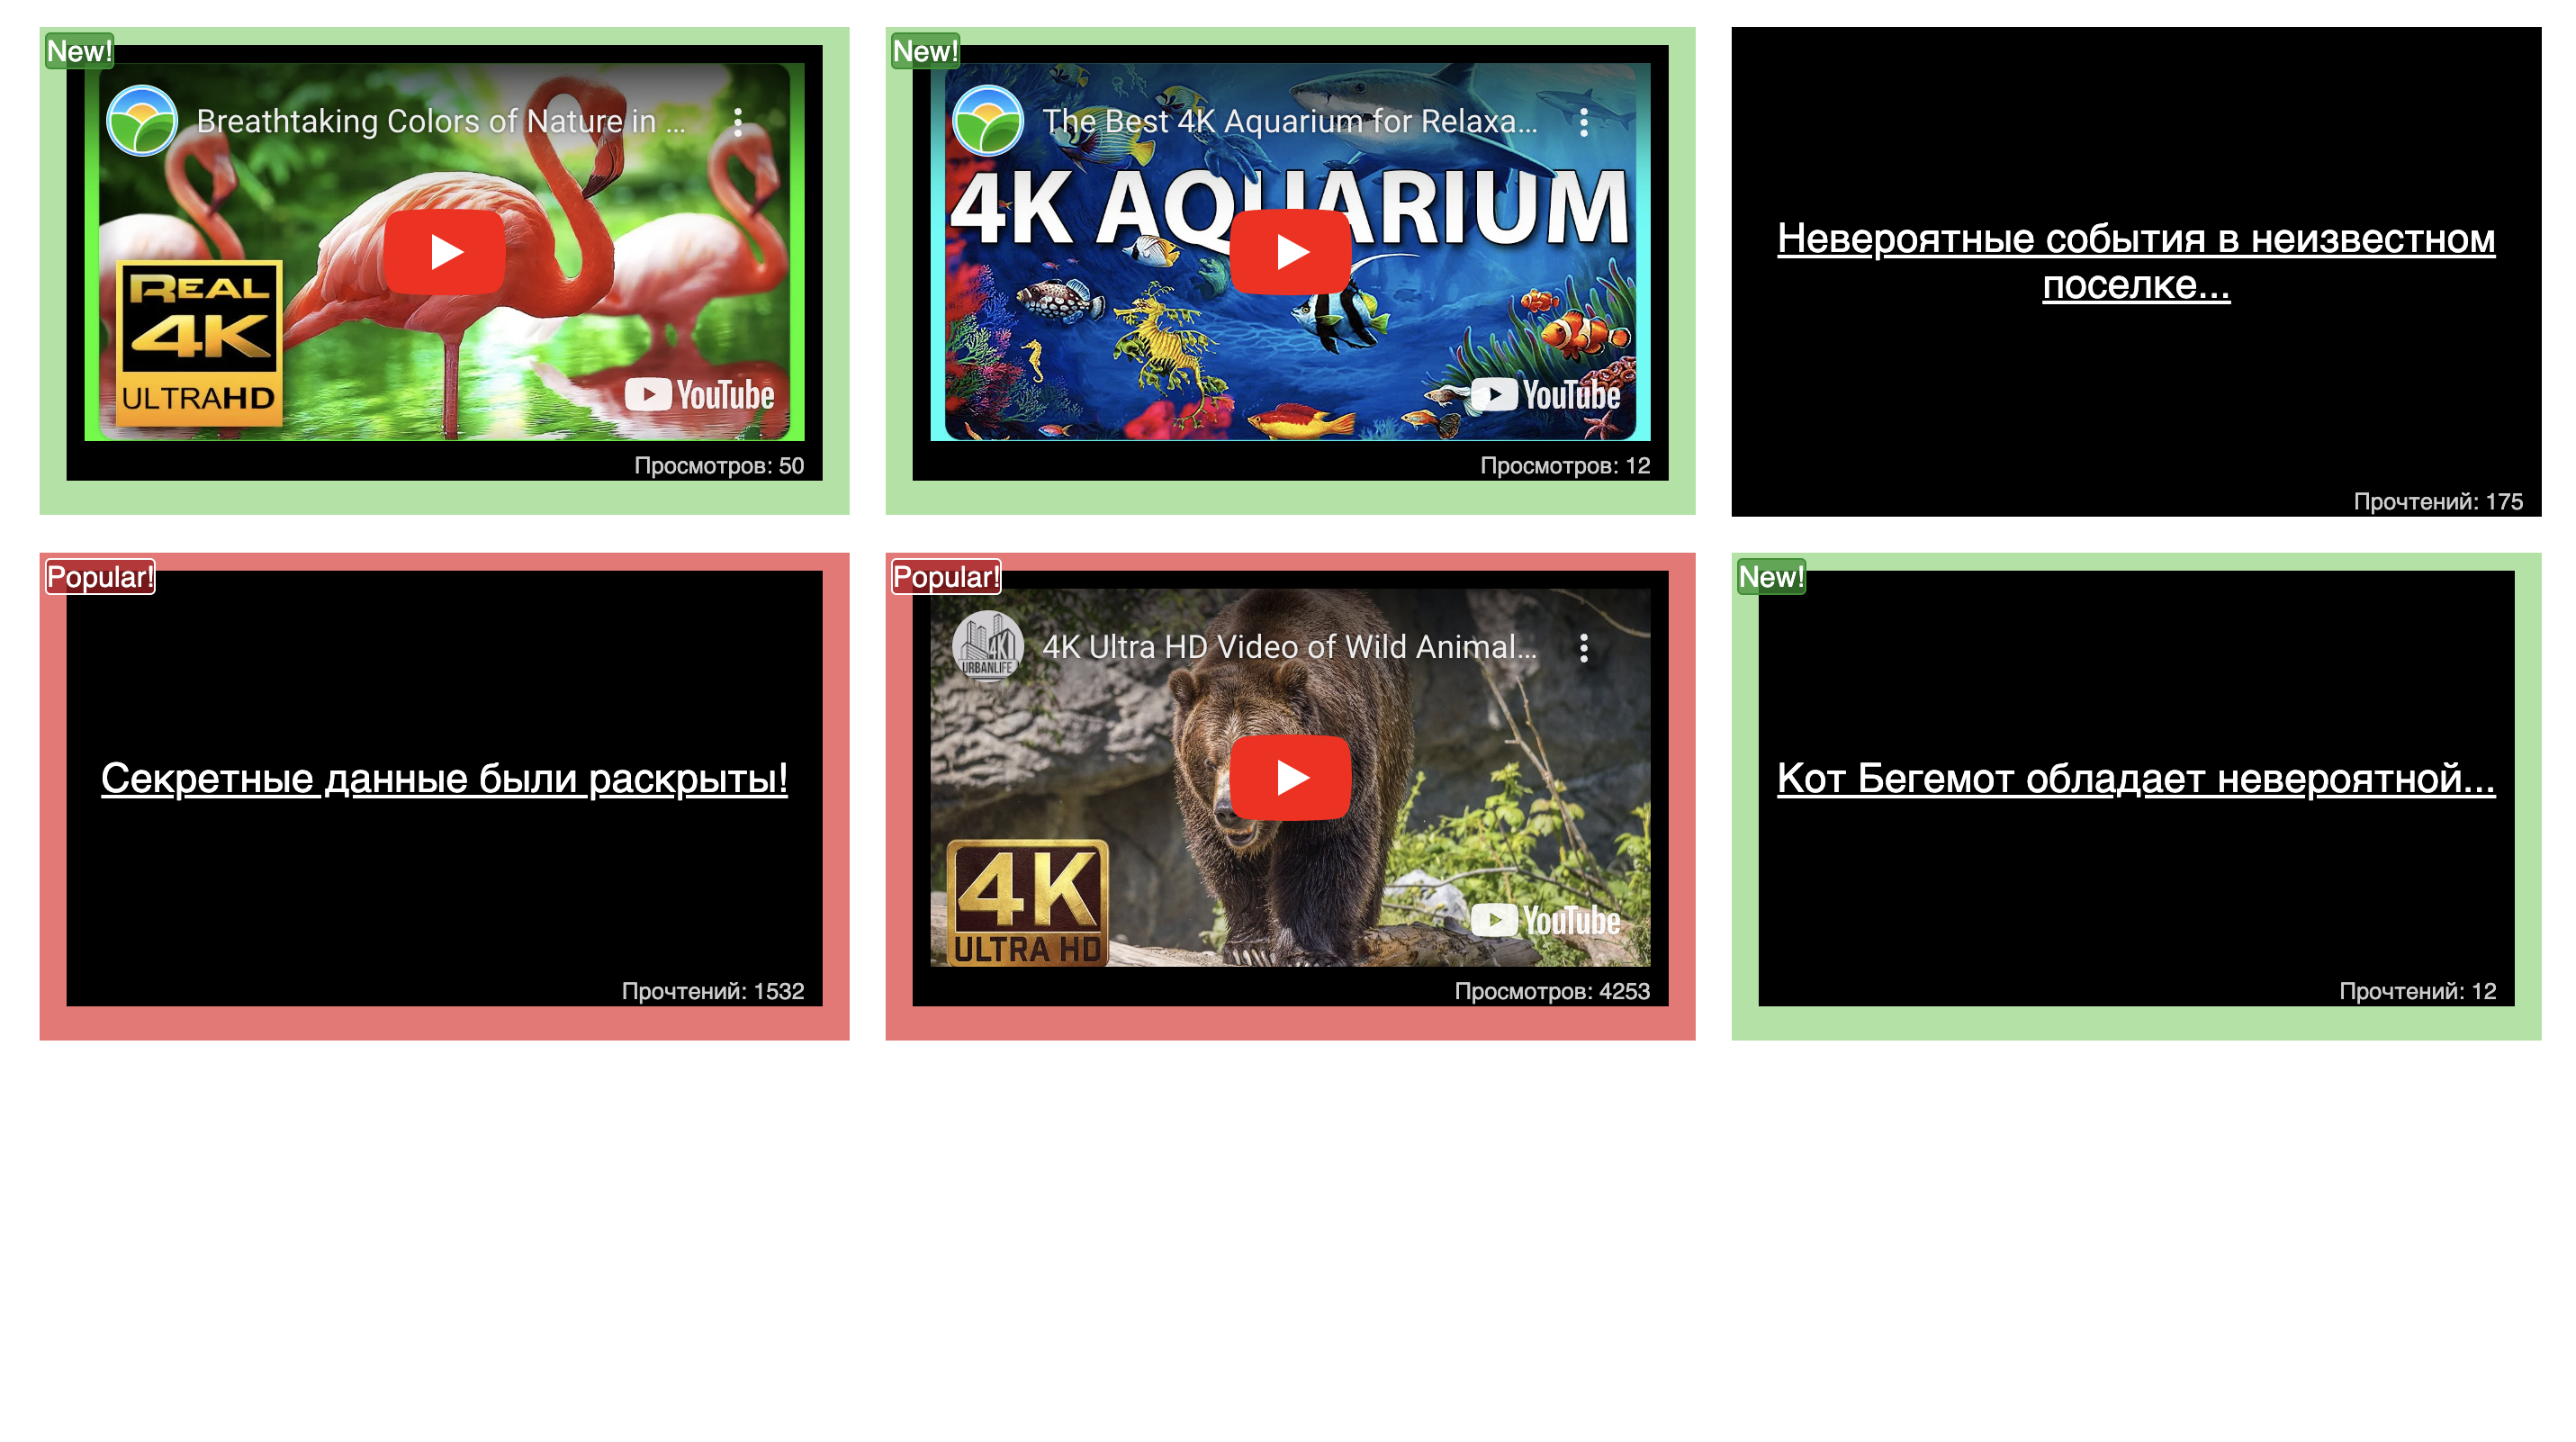 New!
Breathtaking Colors of Nature in ...
REAL
4K
ULTRAHD
YouTube
Просмотров: 50
New!
The Best 4K Aquarium for Relaxa...
4K AQUARIUM
YouTube
Просмотров: 12
Невероятные события в неизвестном
поселке...
Прочтений: 175
Popular!
Секретные данные были раскрыты!
Прочтений: 1532
Popular!
4K
URBANLIFE
4K Ultra HD Video of Wild Animal...
4K
ULTRA HD
YouTube
Просмотров: 4253
New!
Кот Бегемот обладает невероятной...
Прочтений: 12